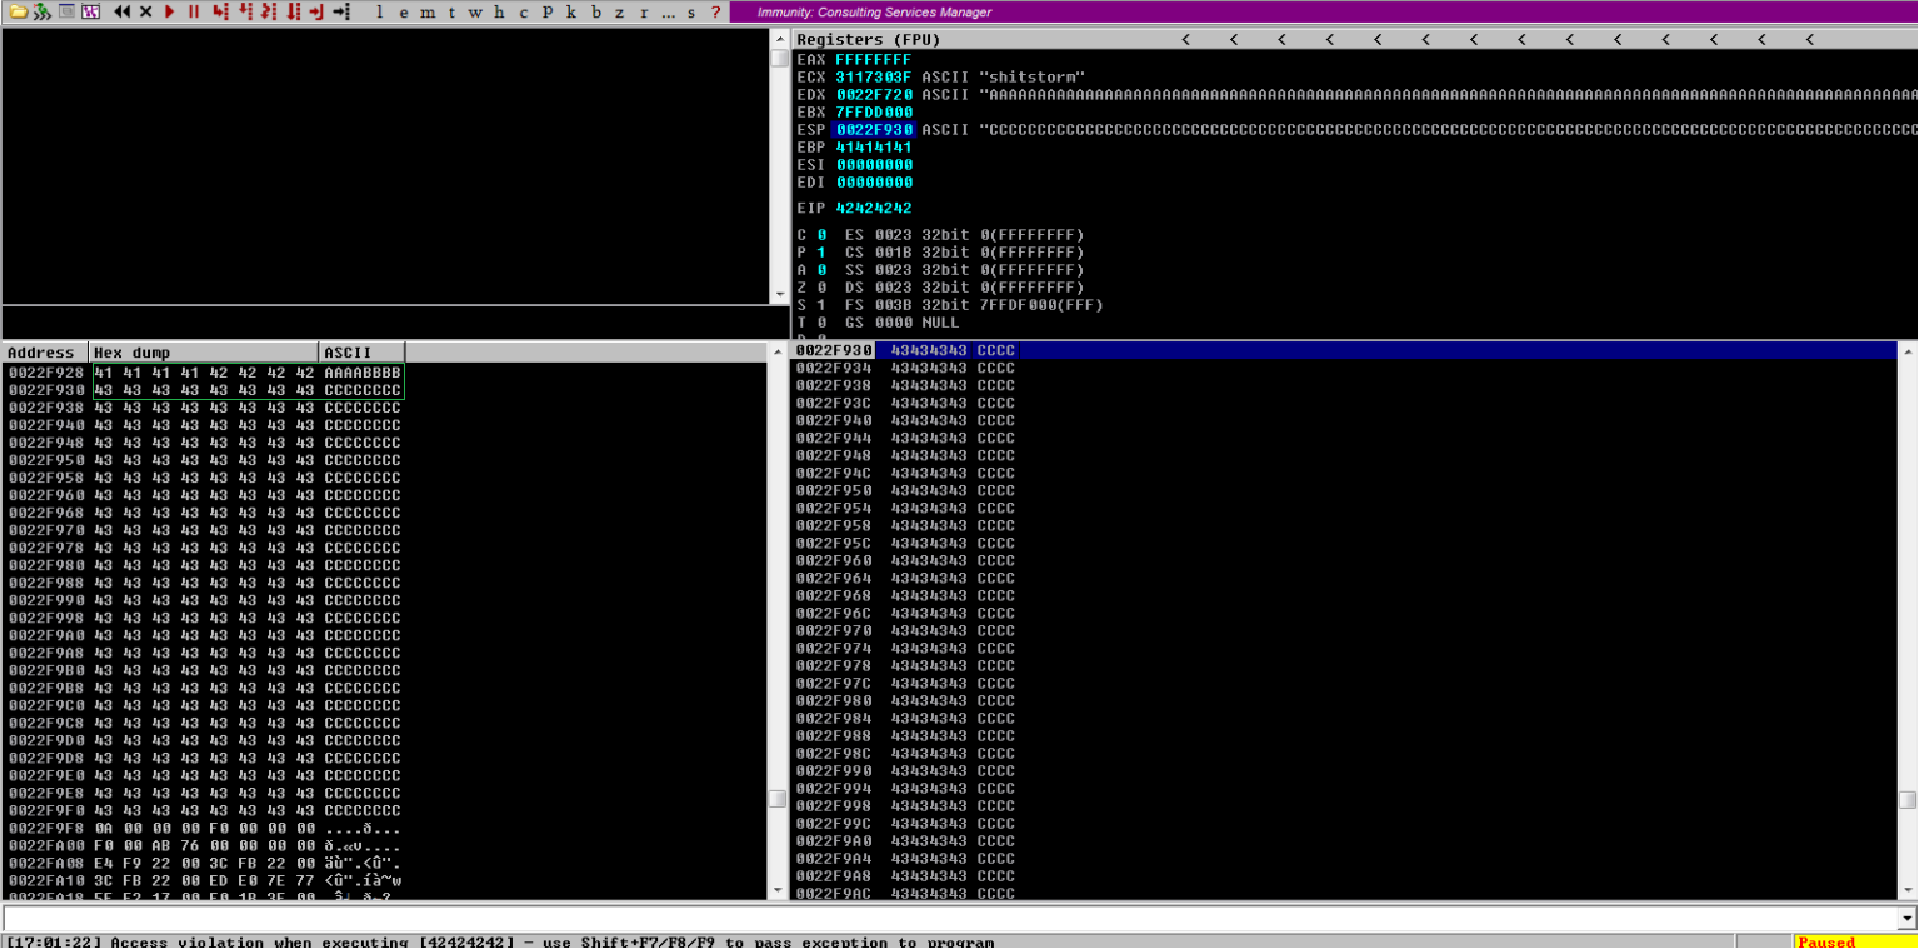 l e m t w h c P k b z r ... s ?
Immunity: Consulting Services Manager
Registers (FPU) < < < < < < < < < < < < < <
EAX FFFFFFFF
ECX 3117303F ASCII "shitstorm"
EDX 0022F720 ASCII "AAAAAAAAAAAAAAAAAAAAAAAAAAAAAAAAAAAAAAAAAAAAAAAAAAAAAAAAAAAAAAAAAAAAAAAAAAAAAAAAAAAAAAAAAAAAAAAAAAAAAAAAAAAAAAAAAAAA
EBX 7FFDD000
ESP 0022F930 ASCII "CCCCCCCCCCCCCCCCCCCCCCCCCCCCCCCCCCCCCCCCCCCCCCCCCCCCCCCCCCCCCCCCCCCCCCCCCCCCCCCCCCCCCCCCCCCCCCCCCCCCCCCCCCCCCCCCCCCC
EBP 41414141
ESI 00000000
EDI 00000000
EIP 42424242
C 0 ES 0023 32bit 0(FFFFFFFF)
P 1 CS 001B 32bit 0(FFFFFFFF)
A 0 SS 0023 32bit 0(FFFFFFFF)
Z 0 DS 0023 32bit 0(FFFFFFFF)
S 1 FS 003B 32bit 7FFDF000(FFF)
T 0 GS 0000 NULL
Address Hex dump ASCII
0022F928 41 41 41 41 42 42 42 42 AAAABBBB
0022F930 43 43 43 43 43 43 43 43 CCCCCCCC
0022F938 43 43 43 43 43 43 43 43 CCCCCCCC
0022F940 43 43 43 43 43 43 43 43 CCCCCCCC
0022F948 43 43 43 43 43 43 43 43 CCCCCCCC
0022F950 43 43 43 43 43 43 43 43 CCCCCCCC
0022F958 43 43 43 43 43 43 43 43 CCCCCCCC
0022F960 43 43 43 43 43 43 43 43 CCCCCCCC
0022F968 43 43 43 43 43 43 43 43 CCCCCCCC
0022F970 43 43 43 43 43 43 43 43 CCCCCCCC
0022F978 43 43 43 43 43 43 43 43 CCCCCCCC
0022F980 43 43 43 43 43 43 43 43 CCCCCCCC
0022F988 43 43 43 43 43 43 43 43 CCCCCCCC
0022F990 43 43 43 43 43 43 43 43 CCCCCCCC
0022F998 43 43 43 43 43 43 43 43 CCCCCCCC
0022F9A0 43 43 43 43 43 43 43 43 CCCCCCCC
0022F9A8 43 43 43 43 43 43 43 43 CCCCCCCC
0022F9B0 43 43 43 43 43 43 43 43 CCCCCCCC
0022F9B8 43 43 43 43 43 43 43 43 CCCCCCCC
0022F9C0 43 43 43 43 43 43 43 43 CCCCCCCC
0022F9C8 43 43 43 43 43 43 43 43 CCCCCCCC
0022F9D0 43 43 43 43 43 43 43 43 CCCCCCCC
0022F9D8 43 43 43 43 43 43 43 43 CCCCCCCC
0022F9E0 43 43 43 43 43 43 43 43 CCCCCCCC
0022F9E8 43 43 43 43 43 43 43 43 CCCCCCCC
0022F9F0 43 43 43 43 43 43 43 43 CCCCCCCC
0022F9F8 0A 00 00 00 F0 00 00 00 ....ð...
0022FA00 F0 00 AB 76 00 00 00 00 ð.«v....
0022FA08 E4 F9 22 00 3C FB 22 00 äù".<û".
0022FA10 3C FB 22 00 ED E0 7E 77 <û".íà~w
0022F930 43434343 CCCC
0022F934 43434343 CCCC
0022F938 43434343 CCCC
0022F93C 43434343 CCCC
0022F940 43434343 CCCC
0022F944 43434343 CCCC
0022F948 43434343 CCCC
0022F94C 43434343 CCCC
0022F950 43434343 CCCC
0022F954 43434343 CCCC
0022F958 43434343 CCCC
0022F95C 43434343 CCCC
0022F960 43434343 CCCC
0022F964 43434343 CCCC
0022F968 43434343 CCCC
0022F96C 43434343 CCCC
0022F970 43434343 CCCC
0022F974 43434343 CCCC
0022F978 43434343 CCCC
0022F97C 43434343 CCCC
0022F980 43434343 CCCC
0022F984 43434343 CCCC
0022F988 43434343 CCCC
0022F98C 43434343 CCCC
0022F990 43434343 CCCC
0022F994 43434343 CCCC
0022F998 43434343 CCCC
0022F99C 43434343 CCCC
0022F9A0 43434343 CCCC
0022F9A4 43434343 CCCC
0022F9A8 43434343 CCCC
0022F9AC 43434343 CCCC
[17:01:22] Access violation when executing [42424242] - use Shift+F7/F8/F9 to pass exception to program
Paused